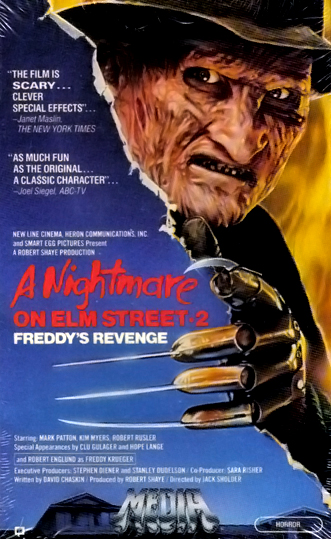 "THE FILM IS
SCARY...
CLEVER
SPECIAL EFFECTS"...
–Janet Maslin,
THE NEW YORK TIMES
"AS MUCH FUN
AS THE ORIGINAL...
A CLASSIC CHARACTER"...
–Joel Siegel, ABC-TV
NEW LINE CINEMA, HERON COMMUNICATIONS, INC.
and SMART EGG PICTURES Present
A ROBERT SHAYE PRODUCTION
A Nightmare
ON ELM STREET·2
FREDDY'S REVENGE
Starring: MARK PATTON, KIM MYERS, ROBERT RUSLER
Special Appearances by CLU GULAGER and HOPE LANGE
and ROBERT ENGLUND as FREDDY KRUEGER
Executive Producers: STEPHEN DIENER and STANLEY DUDELSON / Co-Producer: SARA RISHER
Written by DAVID CHASKIN / Produced by ROBERT SHAYE / Directed by JACK SHOLDER
MEDIA
HORROR